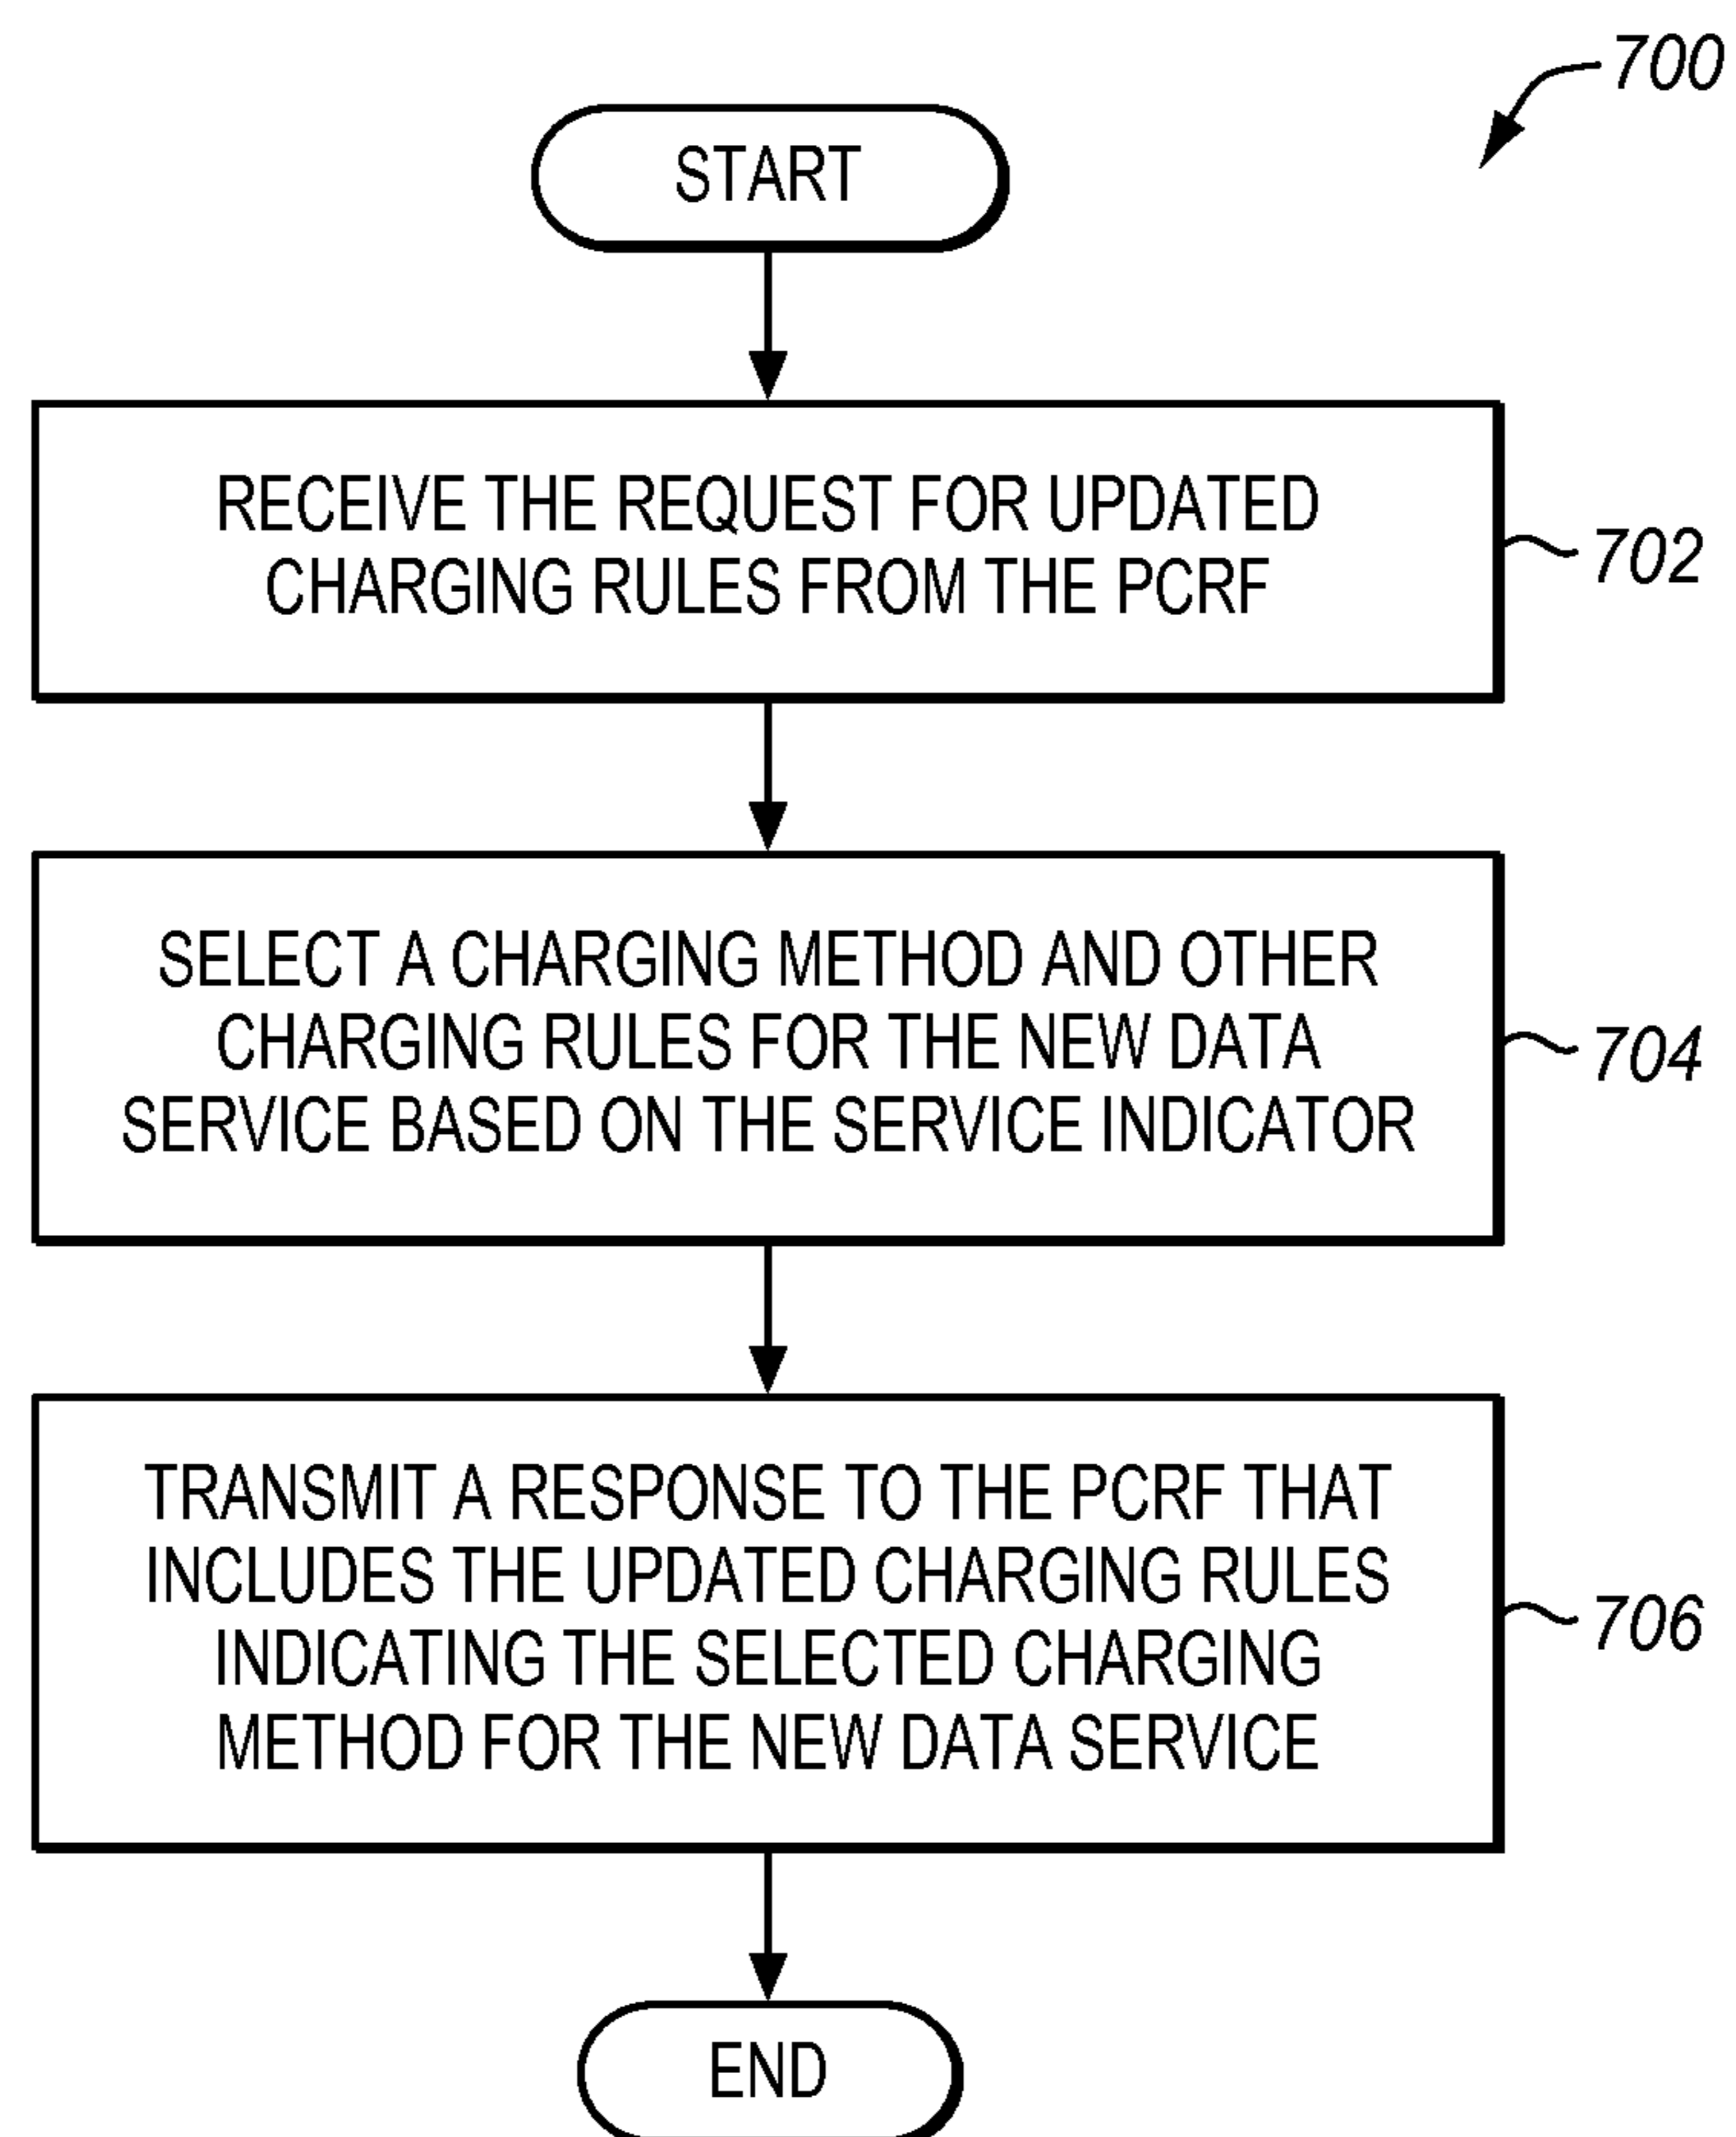 700
START
RECEIVE THE REQUEST FOR UPDATED
CHARGING RULES FROM THE PCRF
702
SELECT A CHARGING METHOD AND OTHER
CHARGING RULES FOR THE NEW DATA
SERVICE BASED ON THE SERVICE INDICATOR
704
TRANSMIT A RESPONSE TO THE PCRF THAT
INCLUDES THE UPDATED CHARGING RULES
INDICATING THE SELECTED CHARGING
METHOD FOR THE NEW DATA SERVICE
706
END